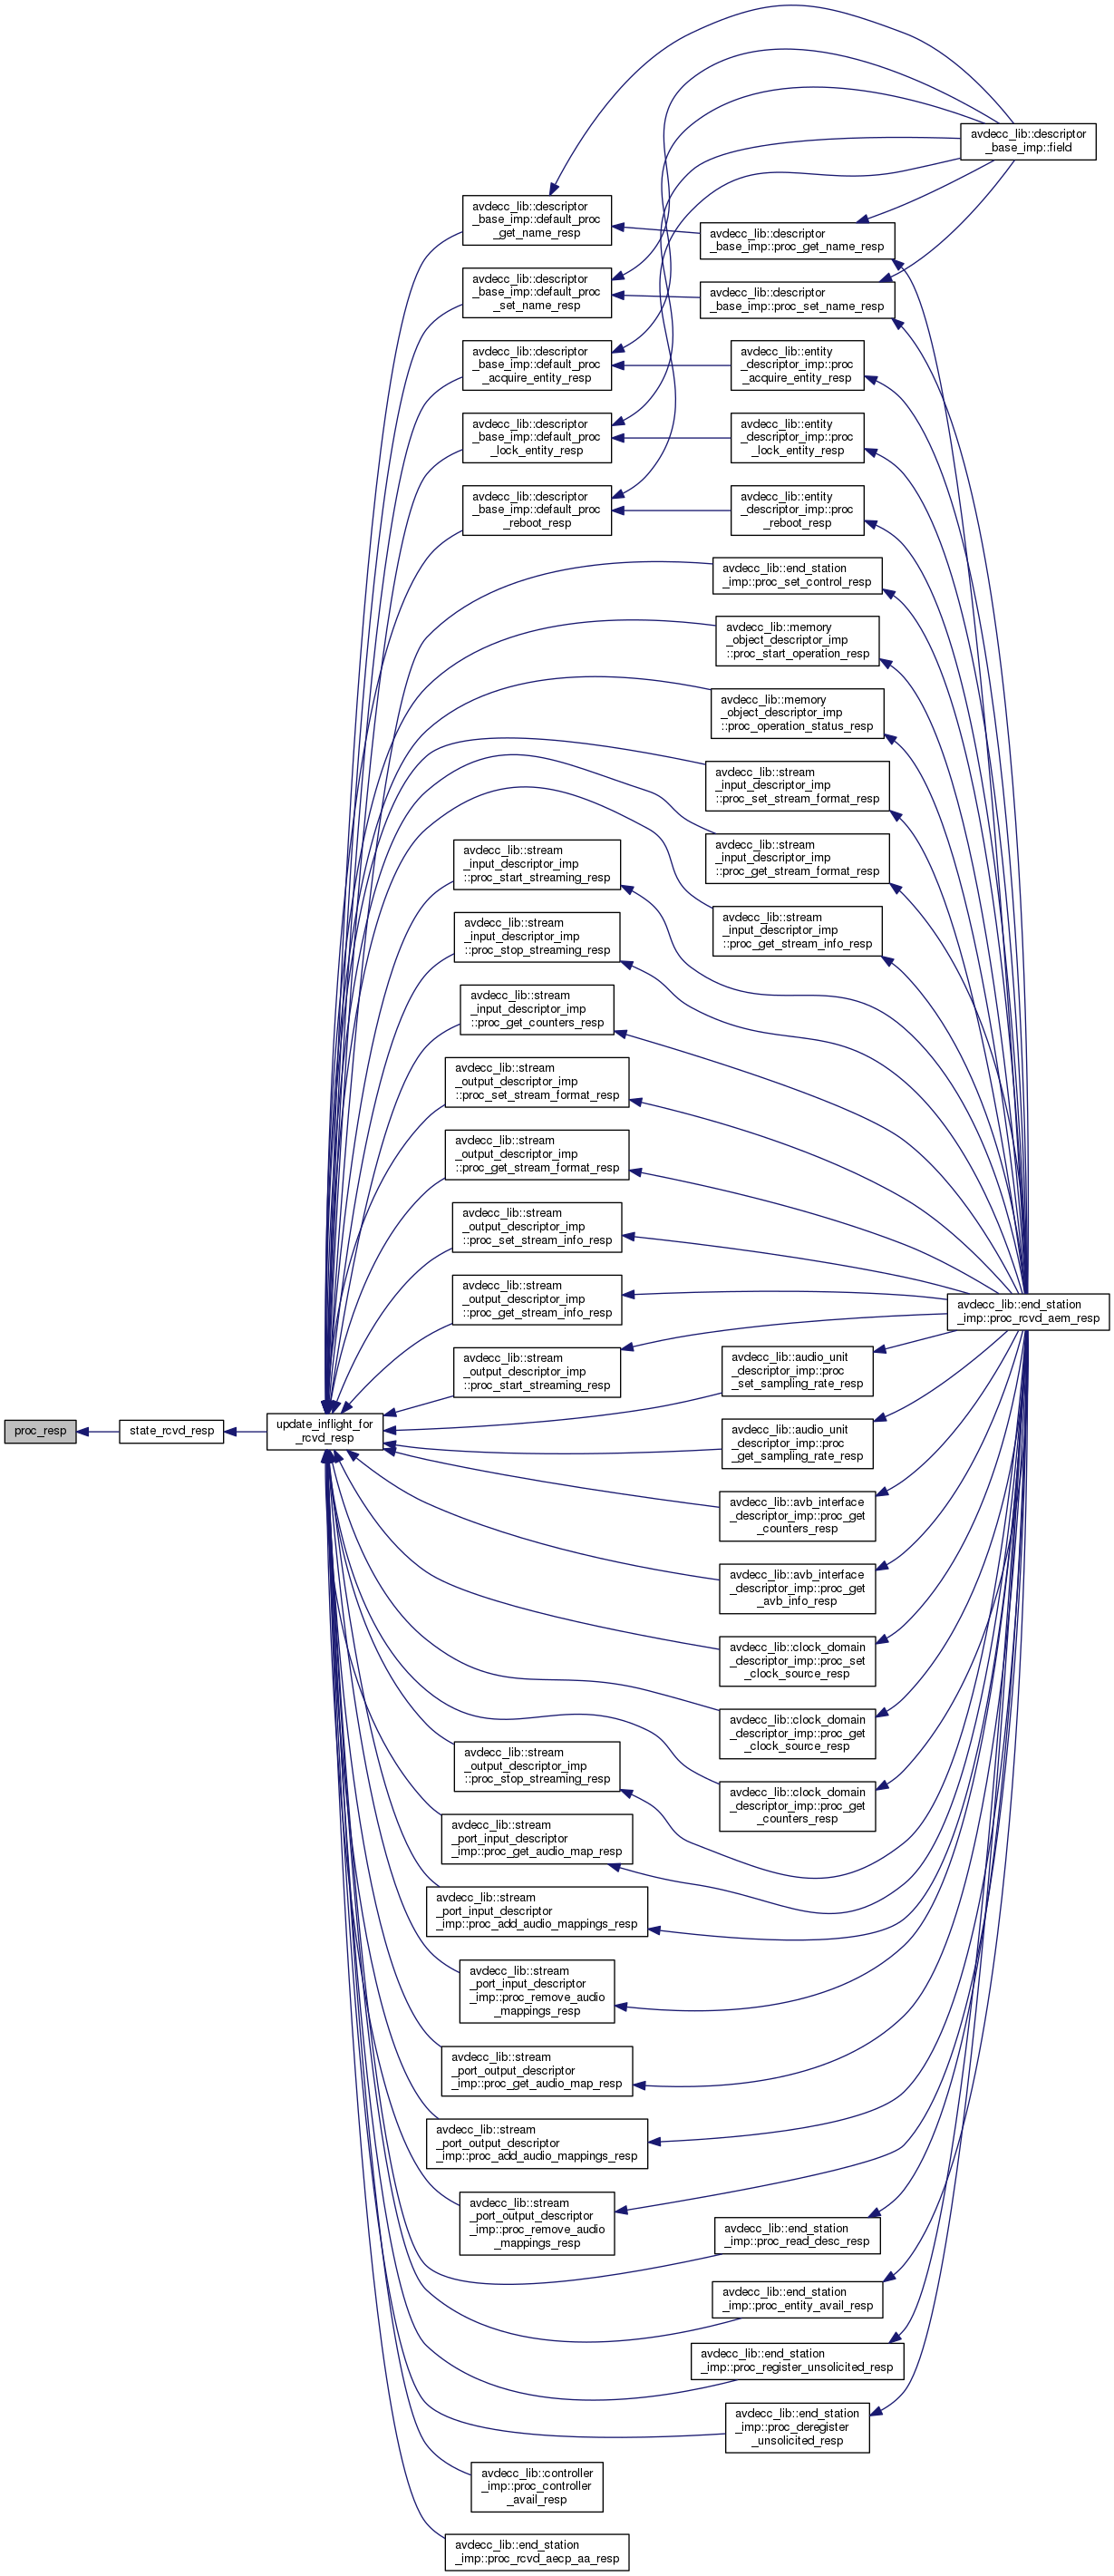 avdecc_lib::descriptor
_base_imp::field
avdecc_lib::descriptor
_base_imp::default_proc
_get_name_resp
avdecc_lib::descriptor
_base_imp::proc_get_name_resp
avdecc_lib::descriptor
_base_imp::default_proc
_set_name_resp
avdecc_lib::descriptor
_base_imp::proc_set_name_resp
avdecc_lib::descriptor
_base_imp::default_proc
_acquire_entity_resp
avdecc_lib::entity
_descriptor_imp::proc
_acquire_entity_resp
avdecc_lib::descriptor
_base_imp::default_proc
_lock_entity_resp
avdecc_lib::entity
_descriptor_imp::proc
_lock_entity_resp
avdecc_lib::descriptor
_base_imp::default_proc
_reboot_resp
avdecc_lib::entity
_descriptor_imp::proc
_reboot_resp
avdecc_lib::end_station
_imp::proc_set_control_resp
avdecc_lib::memory
_object_descriptor_imp
::proc_start_operation_resp
avdecc_lib::memory
_object_descriptor_imp
::proc_operation_status_resp
avdecc_lib::stream
_input_descriptor_imp
::proc_set_stream_format_resp
avdecc_lib::stream
_input_descriptor_imp
::proc_get_stream_format_resp
avdecc_lib::stream
_input_descriptor_imp
::proc_start_streaming_resp
avdecc_lib::stream
_input_descriptor_imp
::proc_get_stream_info_resp
avdecc_lib::stream
_input_descriptor_imp
::proc_stop_streaming_resp
avdecc_lib::stream
_input_descriptor_imp
::proc_get_counters_resp
avdecc_lib::stream
_output_descriptor_imp
::proc_set_stream_format_resp
avdecc_lib::stream
_output_descriptor_imp
::proc_get_stream_format_resp
avdecc_lib::stream
_output_descriptor_imp
::proc_set_stream_info_resp
avdecc_lib::stream
_output_descriptor_imp
::proc_get_stream_info_resp
avdecc_lib::end_station
_imp::proc_rcvd_aem_resp
avdecc_lib::stream
_output_descriptor_imp
::proc_start_streaming_resp
avdecc_lib::audio_unit
_descriptor_imp::proc
_set_sampling_rate_resp
proc_resp
state_rcvd_resp
update_inflight_for
_rcvd_resp
avdecc_lib::audio_unit
_descriptor_imp::proc
_get_sampling_rate_resp
avdecc_lib::avb_interface
_descriptor_imp::proc_get
_counters_resp
avdecc_lib::avb_interface
_descriptor_imp::proc_get
_avb_info_resp
avdecc_lib::clock_domain
_descriptor_imp::proc_set
_clock_source_resp
avdecc_lib::clock_domain
_descriptor_imp::proc_get
_clock_source_resp
avdecc_lib::stream
_output_descriptor_imp
::proc_stop_streaming_resp
avdecc_lib::clock_domain
_descriptor_imp::proc_get
_counters_resp
avdecc_lib::stream
_port_input_descriptor
_imp::proc_get_audio_map_resp
avdecc_lib::stream
_port_input_descriptor
_imp::proc_add_audio_mappings_resp
avdecc_lib::stream
_port_input_descriptor
_imp::proc_remove_audio
_mappings_resp
avdecc_lib::stream
_port_output_descriptor
_imp::proc_get_audio_map_resp
avdecc_lib::stream
_port_output_descriptor
_imp::proc_add_audio_mappings_resp
avdecc_lib::stream
_port_output_descriptor
_imp::proc_remove_audio
_mappings_resp
avdecc_lib::end_station
_imp::proc_read_desc_resp
avdecc_lib::end_station
_imp::proc_entity_avail_resp
avdecc_lib::end_station
_imp::proc_register_unsolicited_resp
avdecc_lib::end_station
_imp::proc_deregister
_unsolicited_resp
avdecc_lib::controller
_imp::proc_controller
_avail_resp
avdecc_lib::end_station
_imp::proc_rcvd_aecp_aa_resp